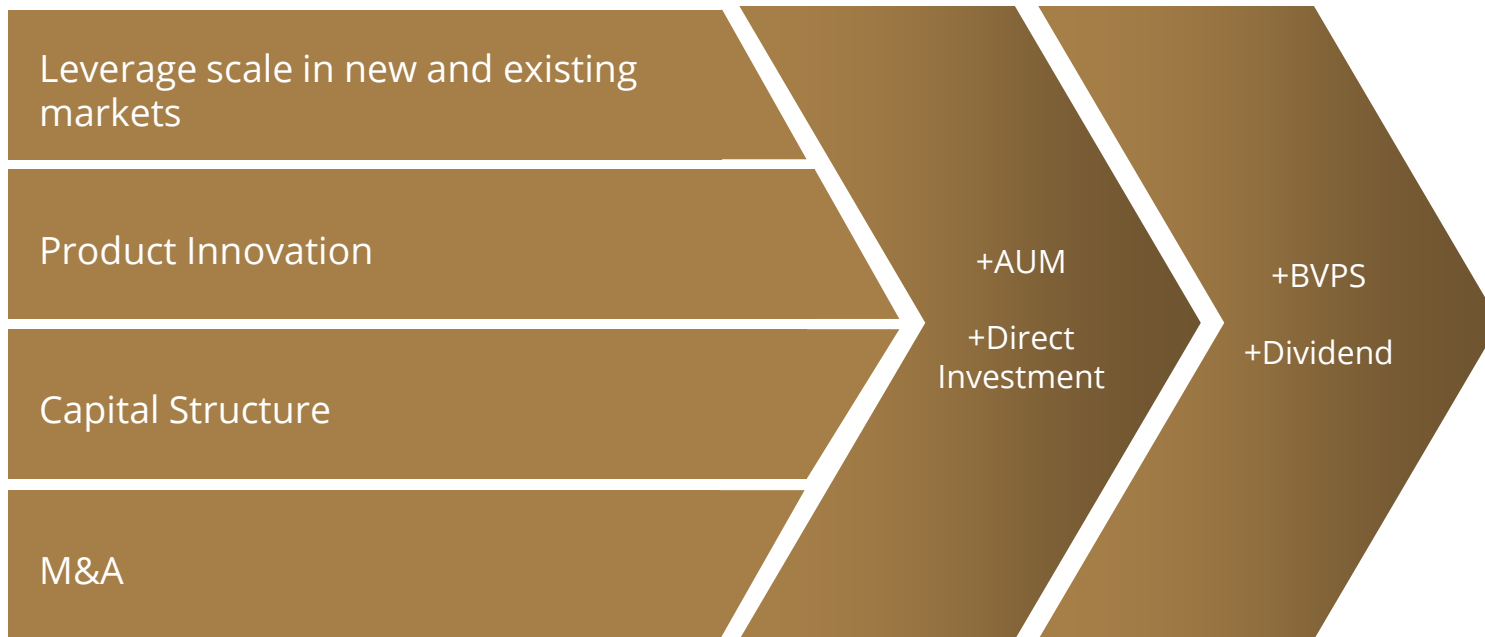 Leverage scale in new and existing
markets
Product Innovation
Capital Structure
M&A
+AUM
+Direct
Investment
+BVPS
+Dividend